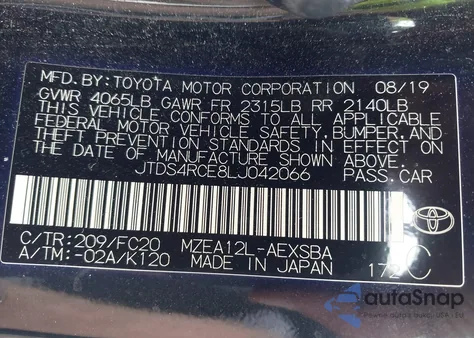 MFD. BY: TOYOTA MOTOR CORPORATION 08/19
GVWR 4065LB GAWR FR 2315LB RR 2140LB
THIS VEHICLE CONFORMS TO ALL APPLICABLE
FEDERAL MOTOR VEHICLE SAFETY, BUMPER, AND
THEFT PREVENTION STANDARDS IN EFFECT ON
THE DATE OF MANUFACTURE SHOWN ABOVE.
JTDS4RCE8LJ042066 PASS.CAR
TOYOTA
C/TR: 209/FC20 MZEA12L-AEXSBA
A/TM: -02A/K120 MADE IN JAPAN 172 C
autoSnap